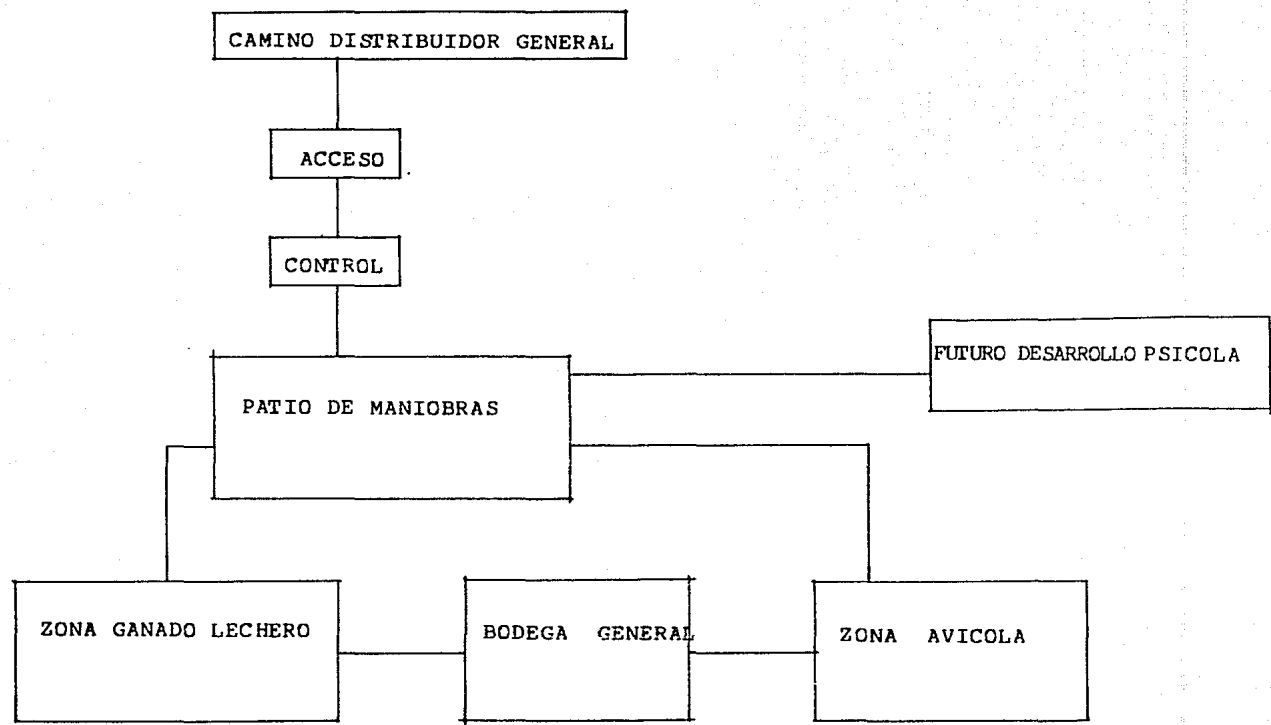 CAMINO DISTRIBUIDOR GENERAL
ACCESO
CONTROL
FUTURO DESARROLLO PSICOLA
PATIO DE MANIOBRAS
ZONA GANADO LECHERO
BODEGA GENERAL
ZONA AVICOLA